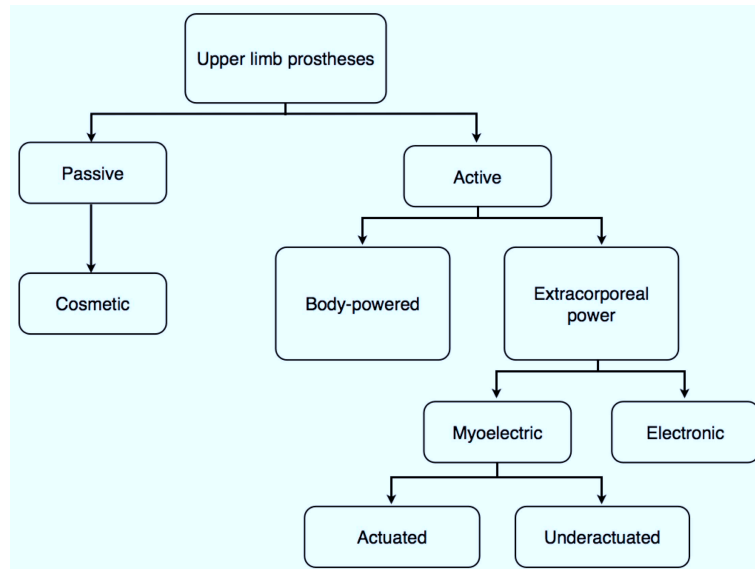 Upper limb prostheses
Passive
Active
Cosmetic
Body-powered
Extracorporeal
power
Myoelectric
Electronic
Actuated
Underactuated